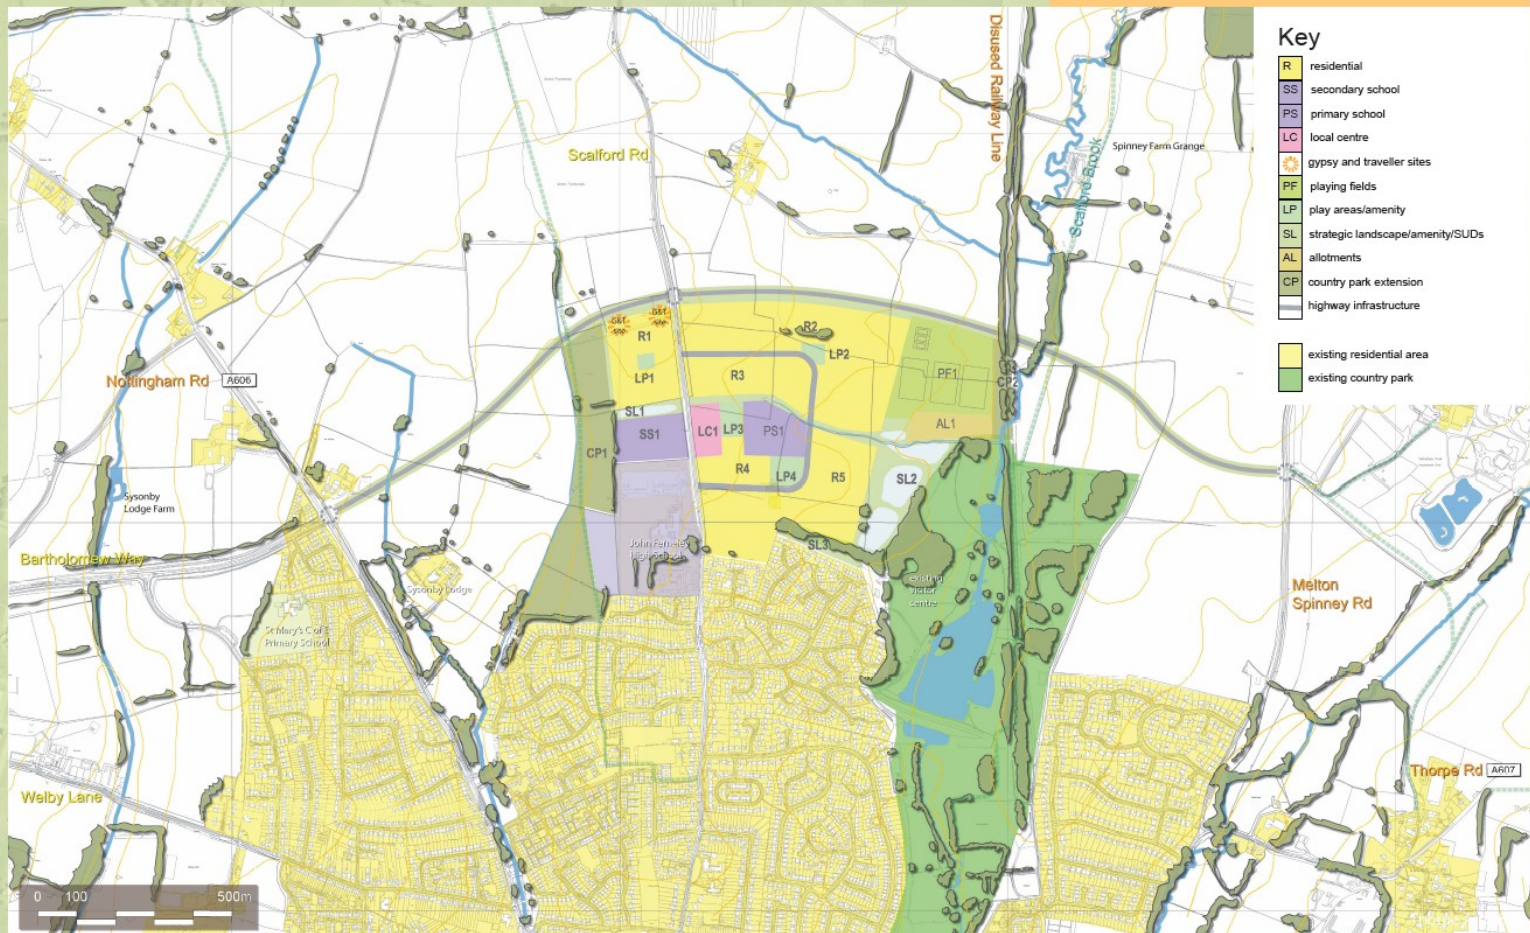 Key
R residential
SS secondary school
PS primary school
LC local centre
gypsy and traveller sites
PF playing fields
LP play areas/amenity
SL strategic landscape/amenity/SUDs
AL allotments
CP country park extension
highway infrastructure
existing residential area
existing country park
Disused Railway Line
Scalford Brook
Spinney Farm Grange
Scalford Rd
G&T
site
G&T
site
R1
R2
LP2
LP1
R3
PF1
CP2
SL1
SS1
LC1
LP3
PS1
AL1
CP1
R4
LP4
R5
SL2
SL3
Nottingham Rd A606
Sysonby
Lodge Farm
Bartholomew Way
Sysonby Lodge
John Ferneley
High School
existing
visitor
centre
St Mary's C of E
Primary School
Melton
Spinney Rd
Welby Lane
Thorpe Rd A607
0 100 500m